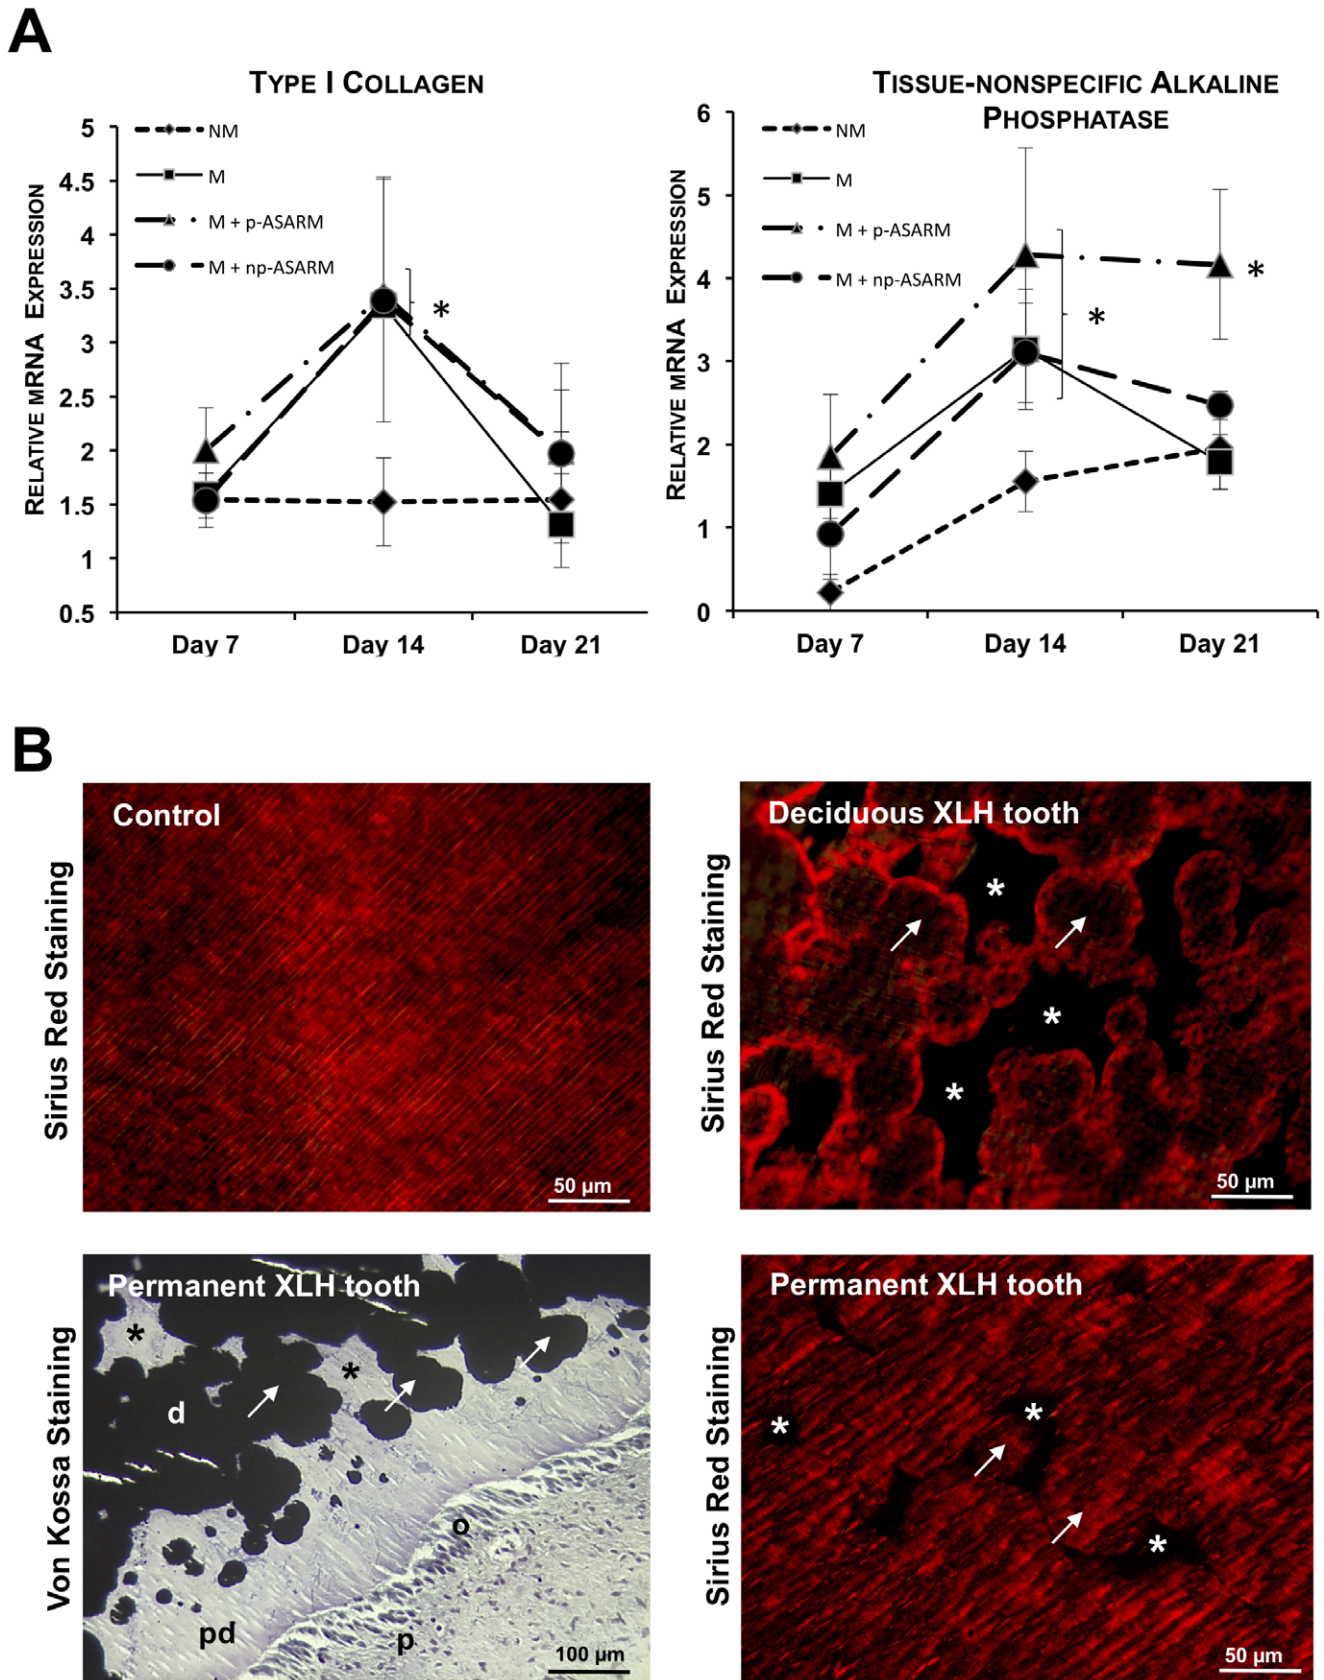 A
TYPE I COLLAGEN
RELATIVE MRNA EXPRESSION
5
4.5
4
3.5
3
2.5
2
1.5
1
0.5
NM
M
M + p-ASARM
M + np-ASARM
*
Day 7
Day 14
Day 21
TISSUE-NONSPECIFIC ALKALINE
PHOSPHATASE
RELATIVE MRNA EXPRESSION
6
5
4
3
2
1
0
NM
M
M + p-ASARM
M + np-ASARM
*
*
Day 7
Day 14
Day 21
B
Sirius Red Staining
Control
50 µm
Sirius Red Staining
Deciduous XLH tooth
*
*
*
50 µm
Von Kossa Staining
Permanent XLH tooth
*
*
d
o
pd
p
100 µm
Sirius Red Staining
Permanent XLH tooth
*
*
*
50 µm